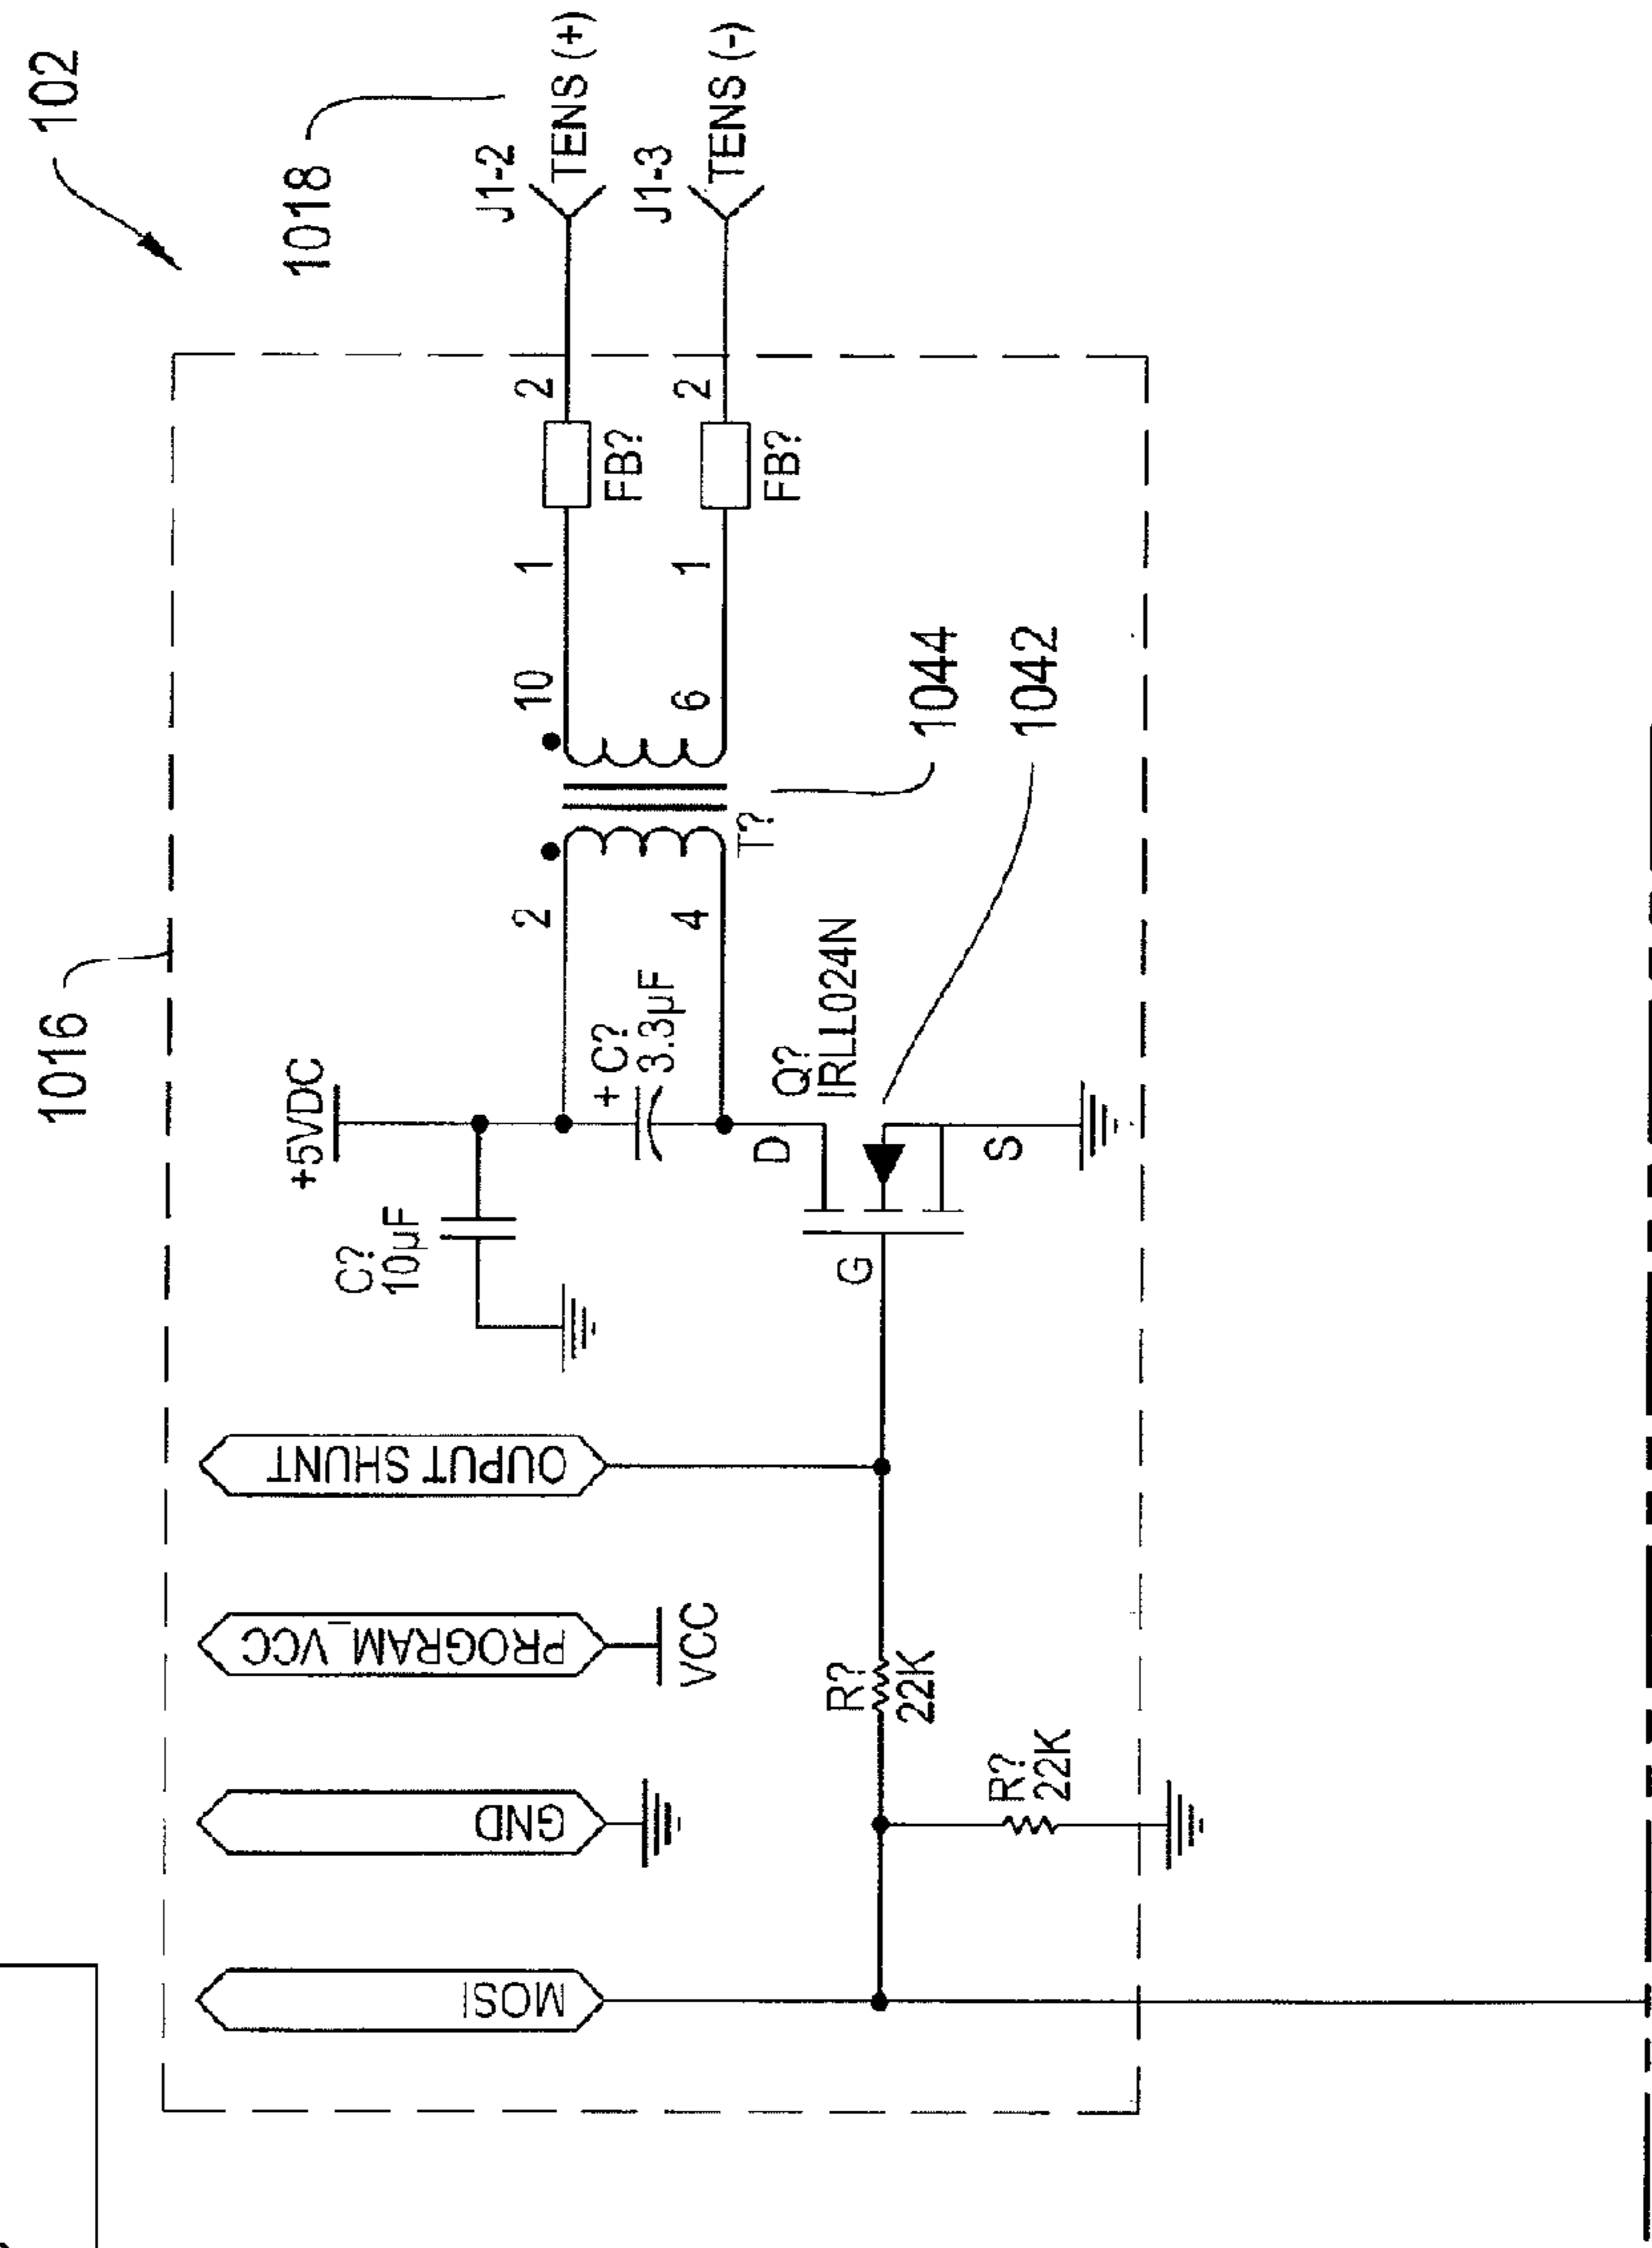 102
1016
1018
+5VDC
C?
10µF
+ C?
3.3µF
2
4
T?
10
6
1
1
2
2
FB?
FB?
J1-2
TENS (+)
J1-3
TENS (-)
1044
1042
Q?
IRLL024N
D
G
S
MOSI
GND
PROGRAM_VCC
VCC
OUPUT SHUNT
R?
22K
R?
22K